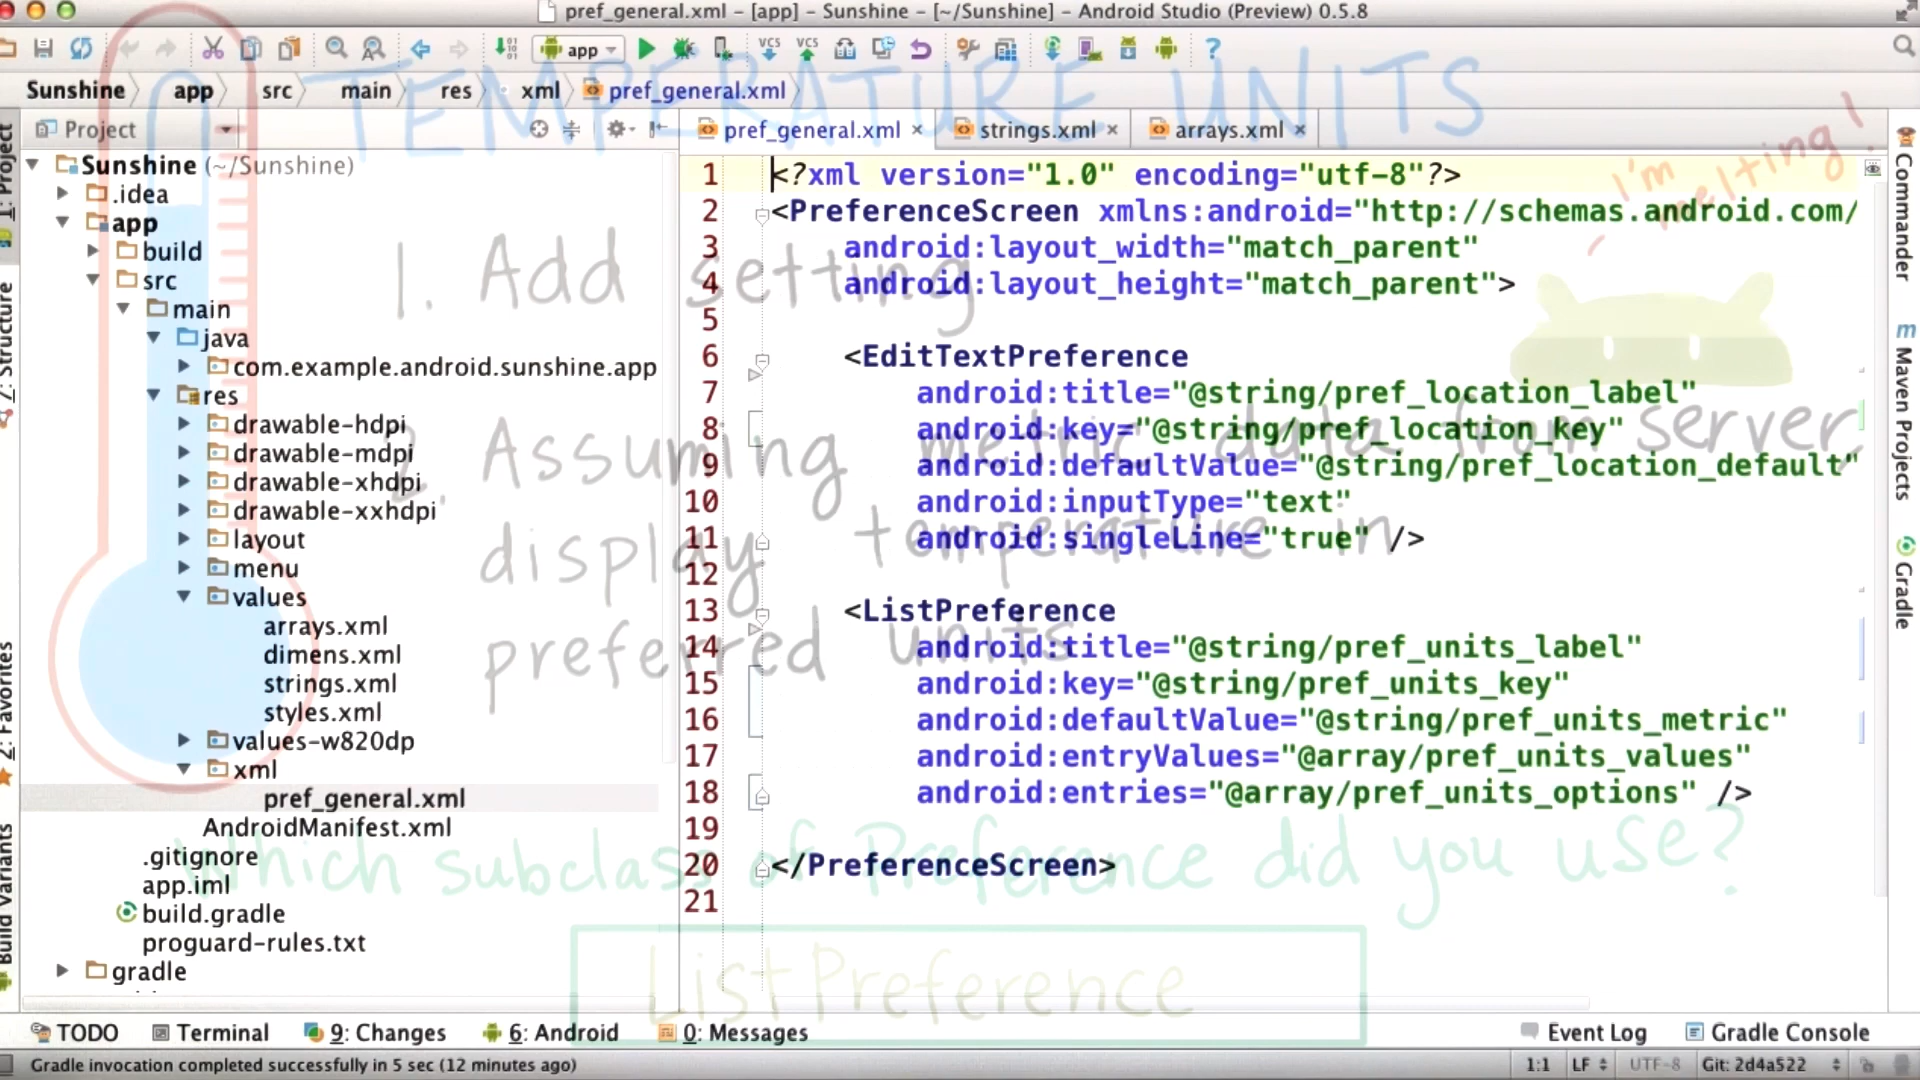 pref_general.xml – [app] – Sunshine – [~/Sunshine] – Android Studio (Preview) 0.5.8
app
Sunshine app src main res xml pref_general.xml
TEMPERATURE UNITS
Project
pref_general.xml strings.xml arrays.xml
I'm melting!
1: Project
Z: Structure
2: Favorites
Build Variants
Sunshine (~/Sunshine)
.idea
app
build
src
main
java
com.example.android.sunshine.app
res
drawable-hdpi
drawable-mdpi
drawable-xhdpi
drawable-xxhdpi
layout
menu
values
arrays.xml
dimens.xml
strings.xml
styles.xml
values-w820dp
xml
pref_general.xml
AndroidManifest.xml
.gitignore
app.iml
build.gradle
proguard-rules.txt
gradle
1 <?xml version="1.0" encoding="utf-8"?>
2 <PreferenceScreen xmlns:android="http://schemas.android.com/
3 android:layout_width="match_parent"
4 android:layout_height="match_parent">
5
6 <EditTextPreference
7 android:title="@string/pref_location_label"
8 android:key="@string/pref_location_key"
9 android:defaultValue="@string/pref_location_default"
10 android:inputType="text"
11 android:singleLine="true" />
12
13 <ListPreference
14 android:title="@string/pref_units_label"
15 android:key="@string/pref_units_key"
16 android:defaultValue="@string/pref_units_metric"
17 android:entryValues="@array/pref_units_values"
18 android:entries="@array/pref_units_options" />
19
20 </PreferenceScreen>
21
1. Add setting
2. Assuming metric data from server,
display temperature in
preferred units
Which subclass of Preference did you use?
ListPreference
Commander
Maven Projects
Gradle
TODO Terminal 9: Changes 6: Android 0: Messages Event Log Gradle Console
Gradle invocation completed successfully in 5 sec (12 minutes ago) 1:1 LF UTF-8 Git: 2d4a522